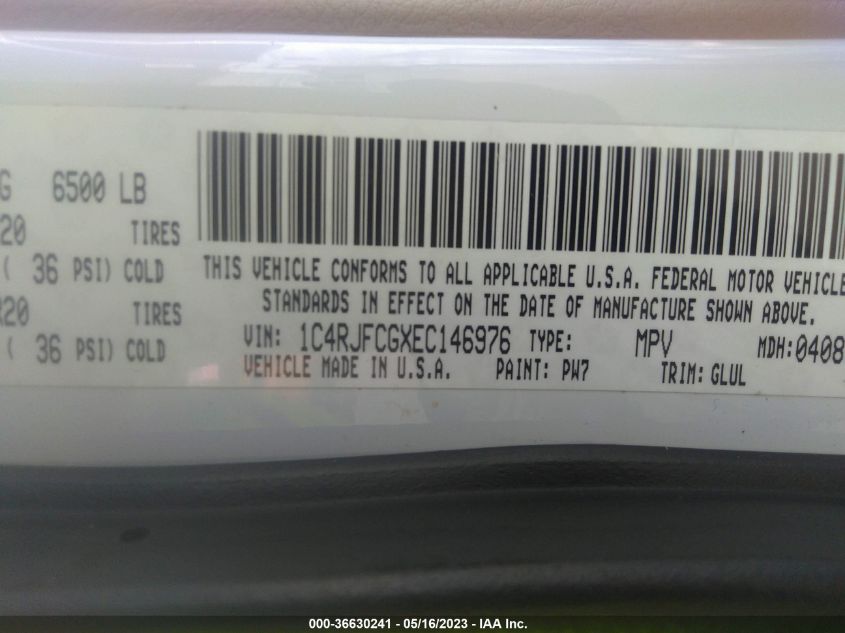 G 6500 LB
20 TIRES
( 36 PSI) COLD
R20 TIRES
( 36 PSI) COLD
THIS VEHICLE CONFORMS TO ALL APPLICABLE U.S.A. FEDERAL MOTOR VEHICLE
STANDARDS IN EFFECT ON THE DATE OF MANUFACTURE SHOWN ABOVE.
VIN: 1C4RJFCGXEC146976 TYPE: MPV MDH:0408
VEHICLE MADE IN U.S.A. PAINT: PW7 TRIM: GLUL
000-36630241 - 05/16/2023 - IAA Inc.